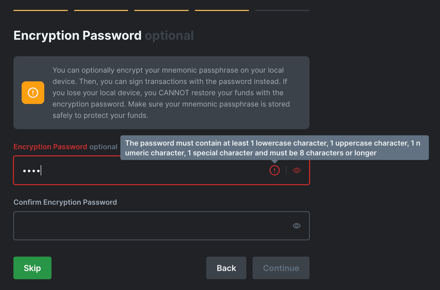 Encryption Password optional
You can optionally encrypt your mnemonic passphrase on your local
device. Then, you can sign transactions with the password instead. If
you lose your local device, you CANNOT restore your funds with the
encryption password. Make sure your mnemonic passphrase is stored
safely to protect your funds.
The password must contain at least 1 lowercase character, 1 uppercase character, 1 n
umeric character, 1 special character and must be 8 characters or longer
Encryption Password optional
Confirm Encryption Password
Skip
Back
Continue